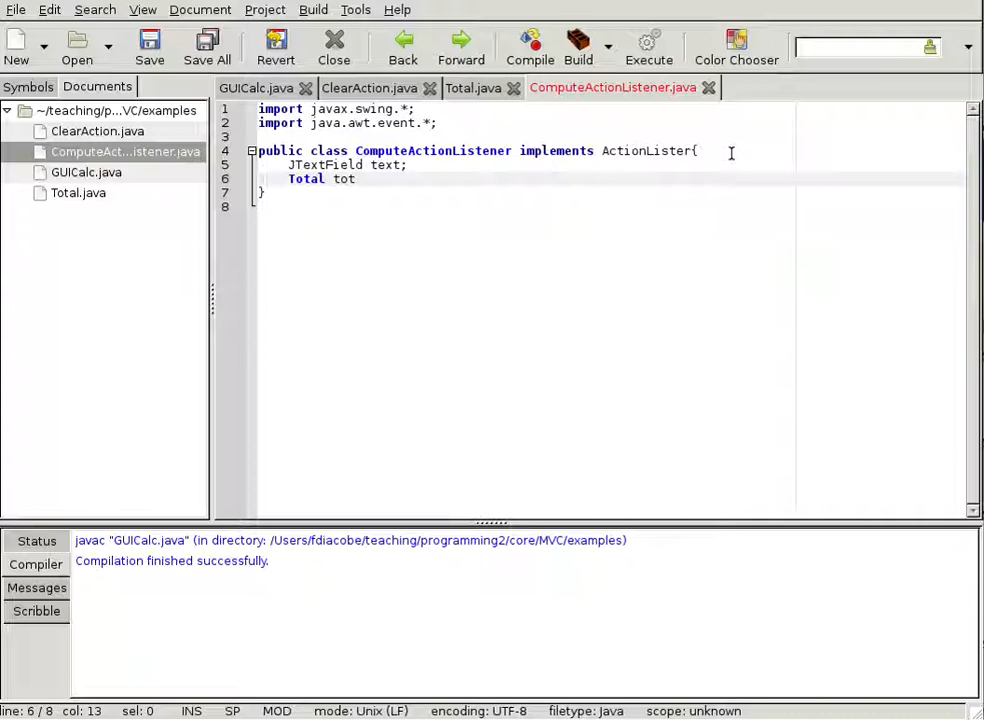 File Edit Search View Document Project Build Tools Help
New Open Save Save All Revert Close Back Forward Compile Build Execute Color Chooser
Symbols Documents GUICalc.java ClearAction.java Total.java ComputeActionListener.java
~/teaching/p...VC/examples
ClearAction.java
ComputeAct...istener.java
GUICalc.java
Total.java
1 import javax.swing.*;
2 import java.awt.event.*;
3
4 public class ComputeActionListener implements ActionLister{
5 JTextField text;
6 Total tot
7 }
8
Status
Compiler
Messages
Scribble
javac "GUICalc.java" (in directory: /Users/fdiacobe/teaching/programming2/core/MVC/examples)
Compilation finished successfully.
line: 6 / 8 col: 13 sel: 0 INS SP MOD mode: Unix (LF) encoding: UTF-8 filetype: Java scope: unknown